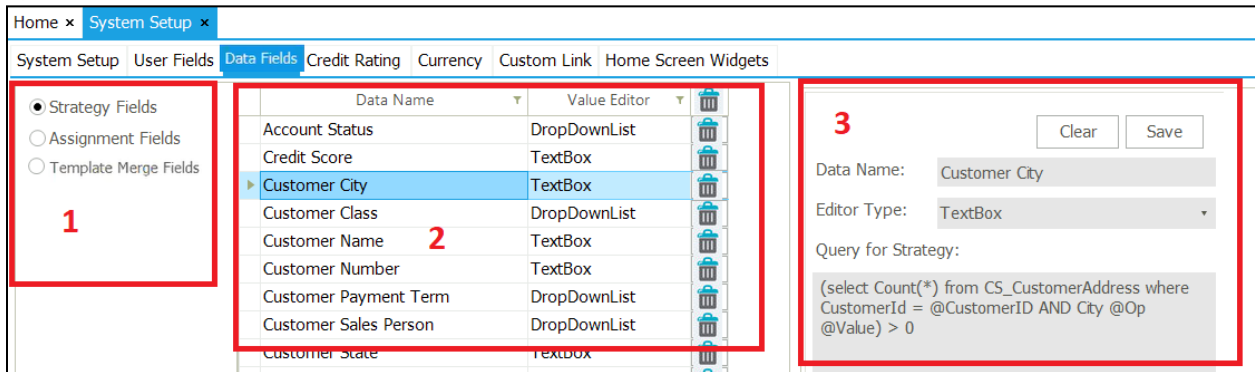 Home × System Setup ×
System Setup User Fields Data Fields Credit Rating Currency Custom Link Home Screen Widgets
Strategy Fields
Assignment Fields
Template Merge Fields
1
Data Name Value Editor
Account Status DropDownList
Credit Score TextBox
Customer City TextBox
Customer Class DropDownList
Customer Name TextBox
2
Customer Number TextBox
Customer Payment Term DropDownList
Customer Sales Person DropDownList
Customer State TextBox
3
Clear Save
Data Name: Customer City
Editor Type: TextBox
Query for Strategy:
(select Count(*) from CS_CustomerAddress where
CustomerId = @CustomerID AND City @Op
@Value) > 0